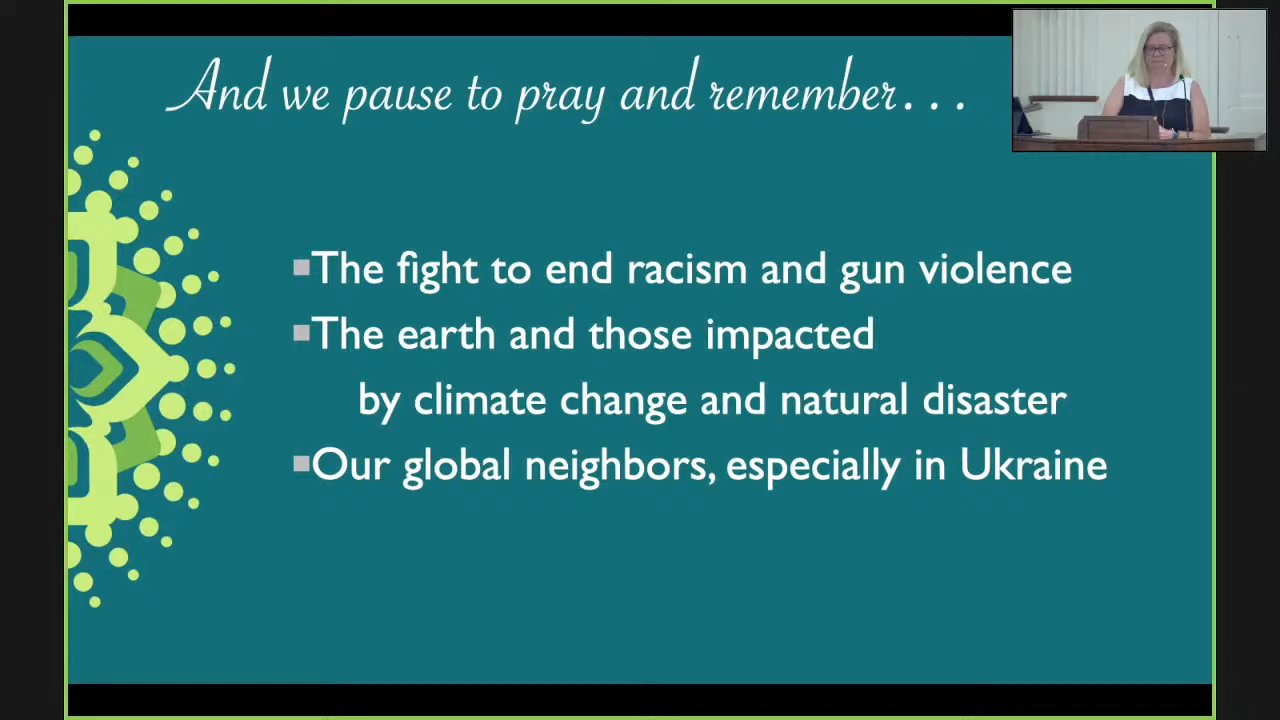 And we pause to pray and remember...
▪The fight to end racism and gun violence
▪The earth and those impacted
by climate change and natural disaster
▪Our global neighbors, especially in Ukraine